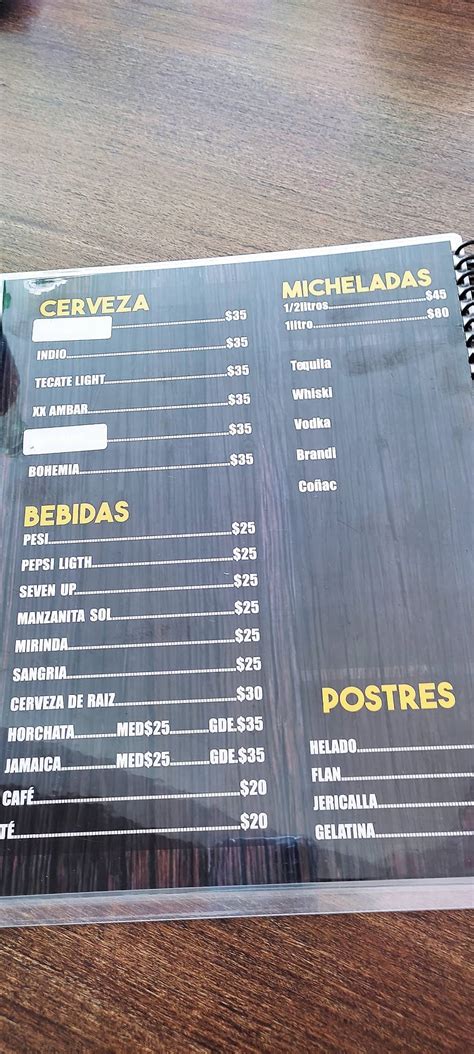 CERVEZA
$35
INDIO $35
TECATE LIGHT $35
XX AMBAR $35
$35
BOHEMIA $35
BEBIDAS
PESI $25
PEPSI LIGTH $25
SEVEN UP $25
MANZANITA SOL $25
MIRINDA $25
SANGRIA $25
CERVEZA DE RAIZ $30
HORCHATA MED$25 GDE.$35
JAMAICA MED$25 GDE.$35
CAFÉ $20
TÉ $20
MICHELADAS
1/2litros $45
1litro $80
Tequila
Whiski
Vodka
Brandi
Coñac
POSTRES
HELADO
FLAN
JERICALLA
GELATINA